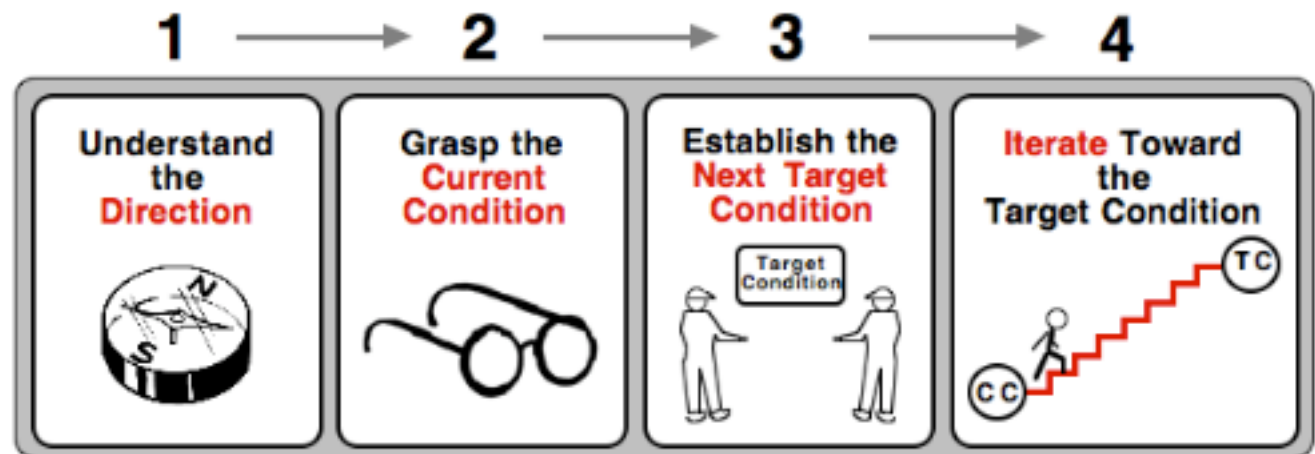 1 2 3 4
Understand
the
Direction
Grasp the
Current
Condition
Establish the
Next Target
Condition
Iterate Toward
the
Target Condition
N
S
Target
Condition
CC
TC